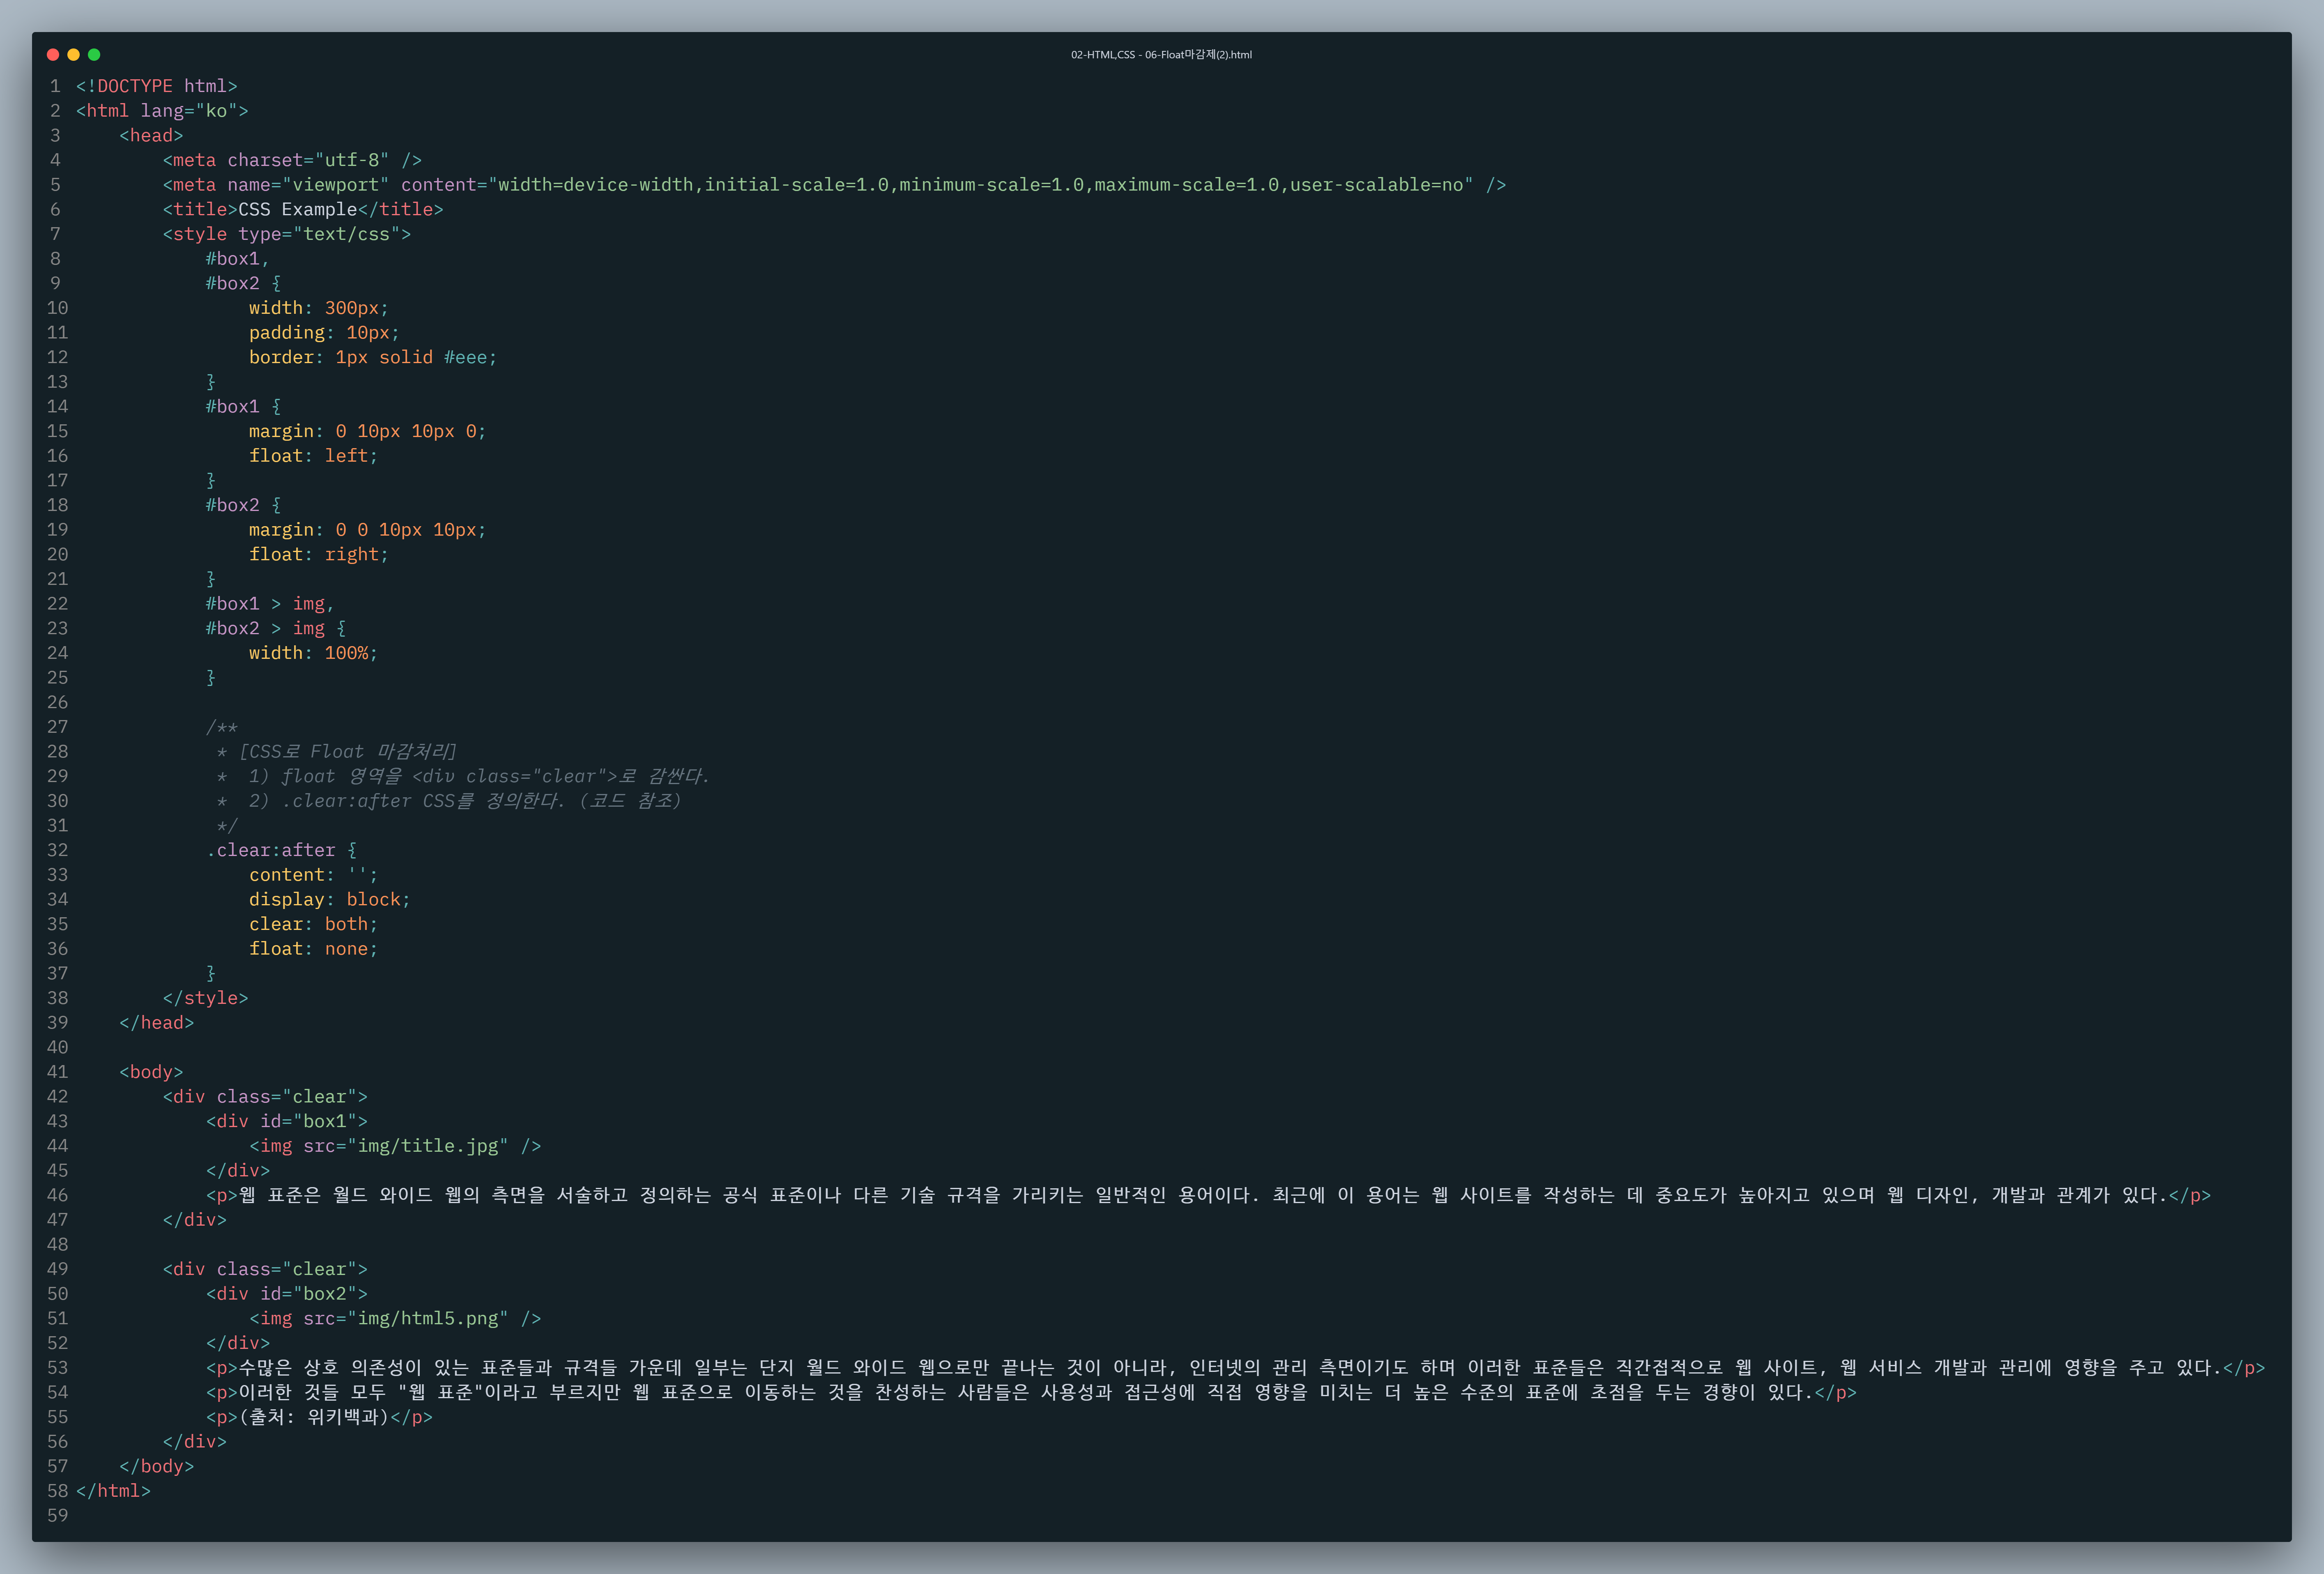 02-HTML,CSS - 06-Float마감제(2).html
1 <!DOCTYPE html>
2 <html lang="ko">
3     <head>
4         <meta charset="utf-8" />
5         <meta name="viewport" content="width=device-width,initial-scale=1.0,minimum-scale=1.0,maximum-scale=1.0,user-scalable=no" />
6         <title>CSS Example</title>
7         <style type="text/css">
8             #box1,
9             #box2 {
10                 width: 300px;
11                 padding: 10px;
12                 border: 1px solid #eee;
13             }
14             #box1 {
15                 margin: 0 10px 10px 0;
16                 float: left;
17             }
18             #box2 {
19                 margin: 0 0 10px 10px;
20                 float: right;
21             }
22             #box1 > img,
23             #box2 > img {
24                 width: 100%;
25             }
26
27             /**
28              * [CSS로 Float 마감처리]
29              *  1) float 영역을 <div class="clear">로 감싼다.
30              *  2) .clear:after CSS를 정의한다. (코드 참조)
31              */
32             .clear:after {
33                 content: '';
34                 display: block;
35                 clear: both;
36                 float: none;
37             }
38         </style>
39     </head>
40
41     <body>
42         <div class="clear">
43             <div id="box1">
44                 <img src="img/title.jpg" />
45             </div>
46             <p>웹 표준은 월드 와이드 웹의 측면을 서술하고 정의하는 공식 표준이나 다른 기술 규격을 가리키는 일반적인 용어이다. 최근에 이 용어는 웹 사이트를 작성하는 데 중요도가 높아지고 있으며 웹 디자인, 개발과 관계가 있다.</p>
47         </div>
48
49         <div class="clear">
50             <div id="box2">
51                 <img src="img/html5.png" />
52             </div>
53             <p>수많은 상호 의존성이 있는 표준들과 규격들 가운데 일부는 단지 월드 와이드 웹으로만 끝나는 것이 아니라, 인터넷의 관리 측면이기도 하며 이러한 표준들은 직간접적으로 웹 사이트, 웹 서비스 개발과 관리에 영향을 주고 있다.</p>
54             <p>이러한 것들 모두 "웹 표준"이라고 부르지만 웹 표준으로 이동하는 것을 찬성하는 사람들은 사용성과 접근성에 직접 영향을 미치는 더 높은 수준의 표준에 초점을 두는 경향이 있다.</p>
55             <p>(출처: 위키백과)</p>
56         </div>
57     </body>
58 </html>
59